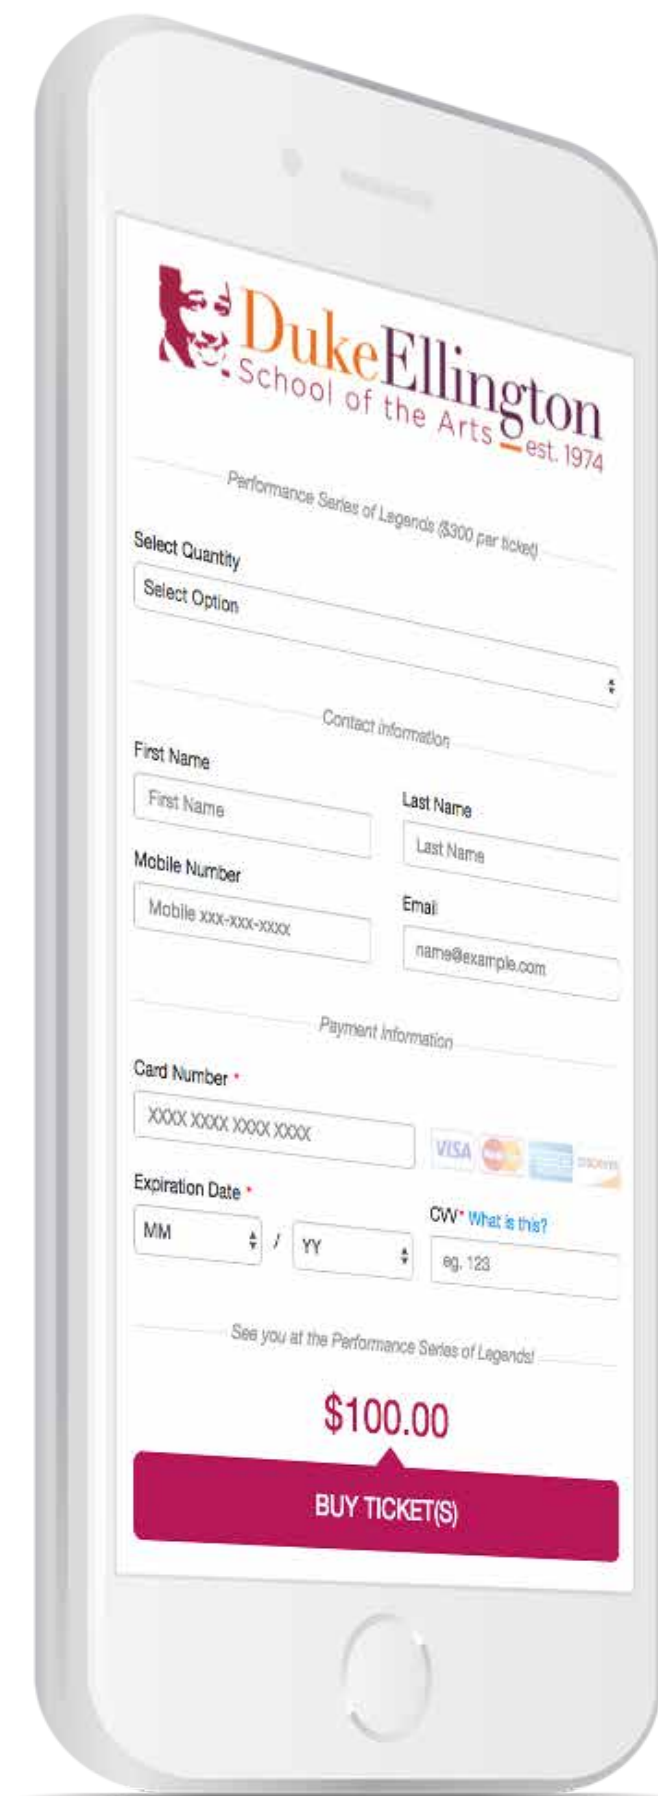 DukeEllington
School of the Arts est. 1974
Performance Series of Legends ($300 per ticket)
Select Quantity
Select Option
Contact Information
First Name
Last Name
First Name
Last Name
Mobile Number
Email
Mobile xxx-xxx-xxxx
name@example.com
Payment Information
Card Number *
XXXX XXXX XXXX XXXX
VISA
DISCOVER
Expiration Date *
CVV* What is this?
MM / YY
eg. 123
See you at the Performance Series of Legends!
$100.00
BUY TICKET(S)